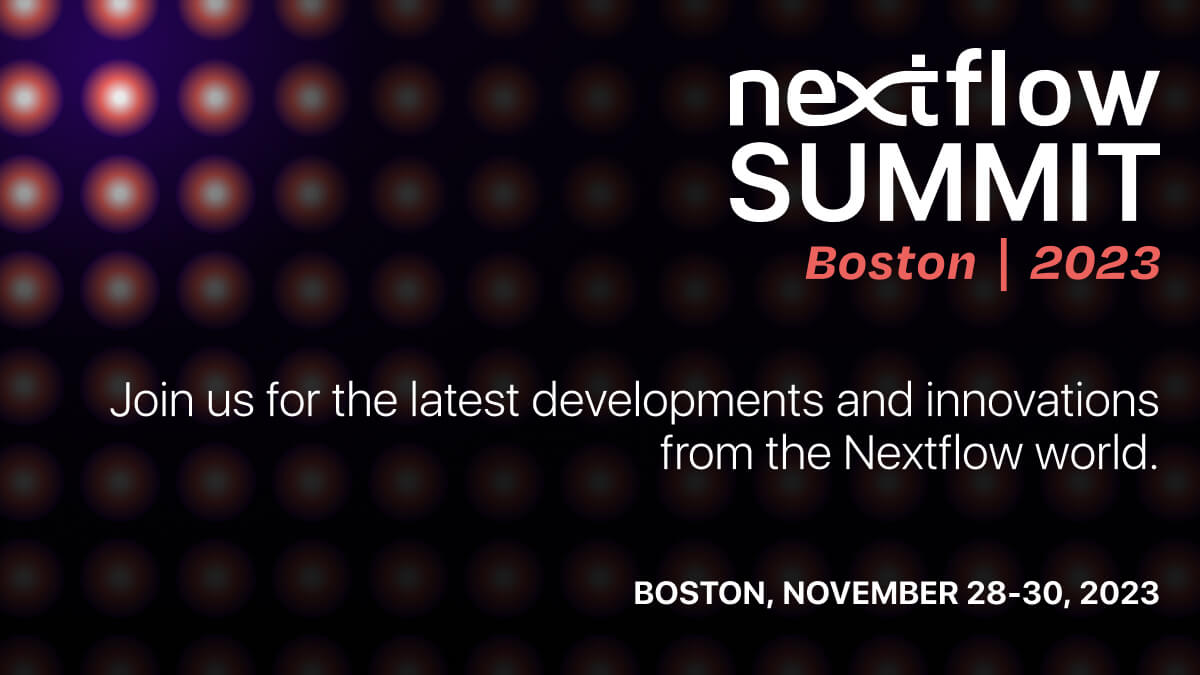 nextflow
SUMMIT
Boston | 2023
Join us for the latest developments and innovations
from the Nextflow world.
BOSTON, NOVEMBER 28-30, 2023